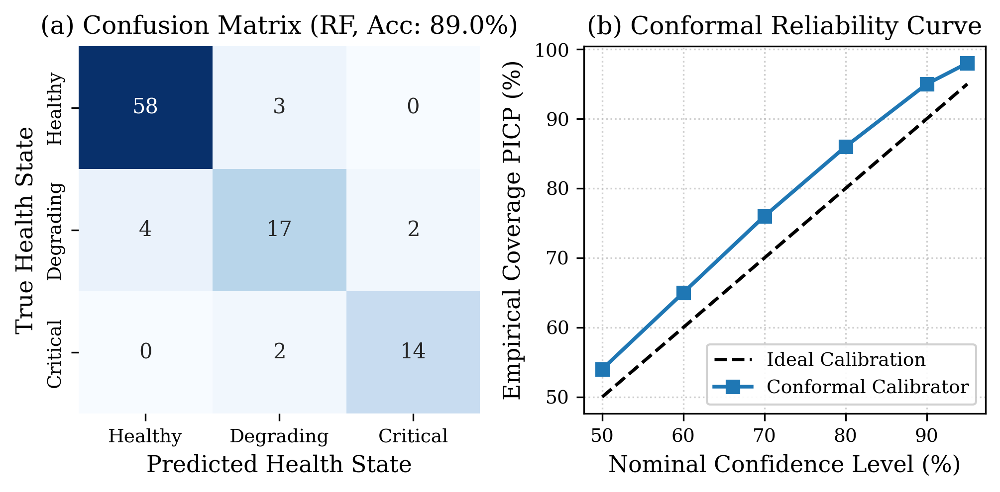 (a) Confusion Matrix (RF, Acc: 89.0%)
True Health State
Healthy
Degrading
Critical
58 3 0
4 17 2
0 2 14
Healthy Degrading Critical
Predicted Health State
(b) Conformal Reliability Curve
Empirical Coverage PICP (%)
100
90
80
70
60
50
Ideal Calibration
Conformal Calibrator
50 60 70 80 90
Nominal Confidence Level (%)